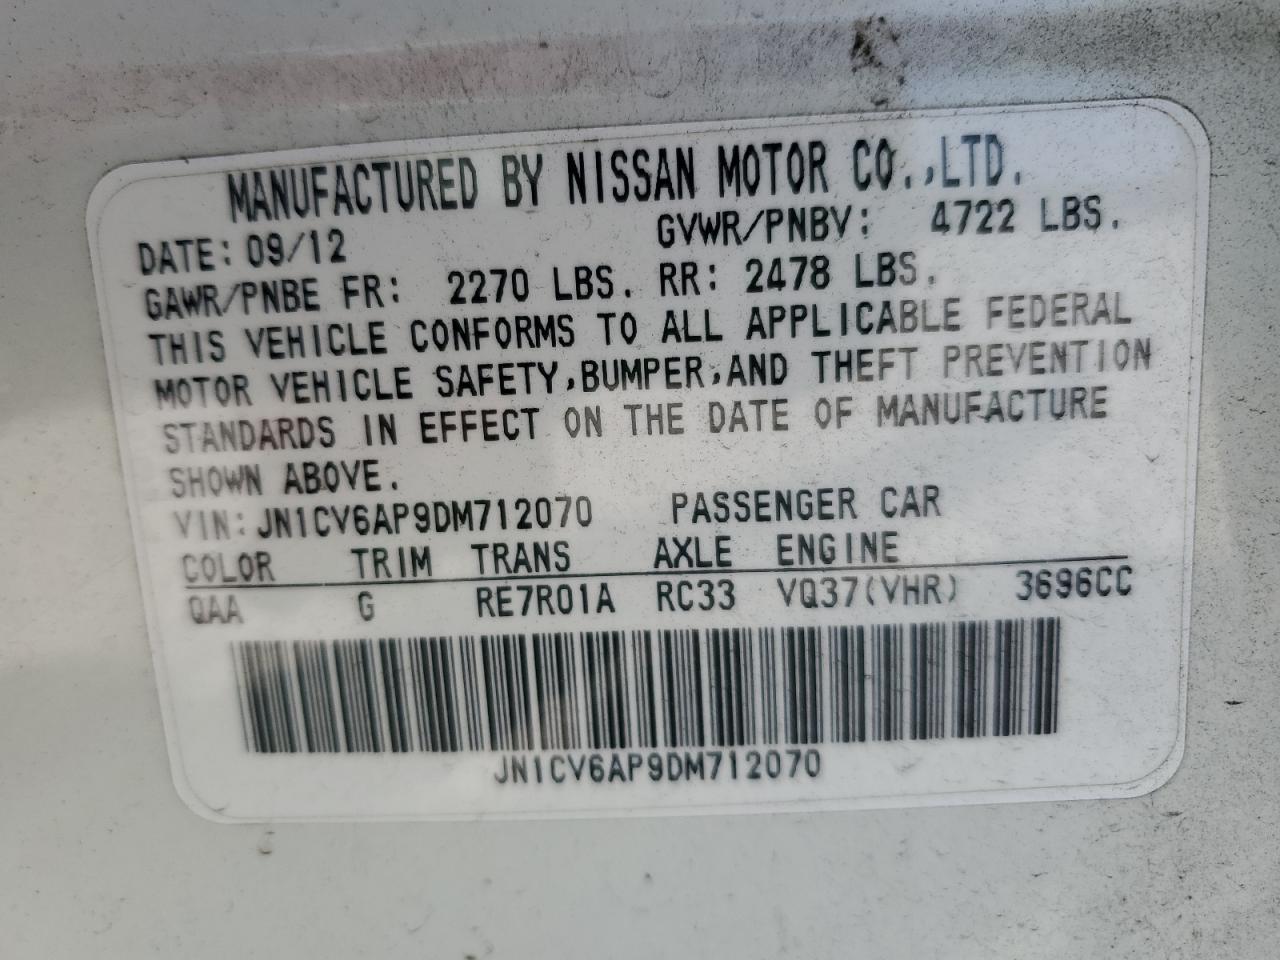 MANUFACTURED BY NISSAN MOTOR CO.,LTD.
DATE: 09/12 GVWR/PNBV: 4722 LBS.
GAWR/PNBE FR: 2270 LBS. RR: 2478 LBS.
THIS VEHICLE CONFORMS TO ALL APPLICABLE FEDERAL
MOTOR VEHICLE SAFETY,BUMPER,AND THEFT PREVENTION
STANDARDS IN EFFECT ON THE DATE OF MANUFACTURE
SHOWN ABOVE.
VIN: JN1CV6AP9DM712070 PASSENGER CAR
COLOR TRIM TRANS AXLE ENGINE
QAA G RE7R01A RC33 VQ37(VHR) 3696CC
JN1CV6AP9DM712070